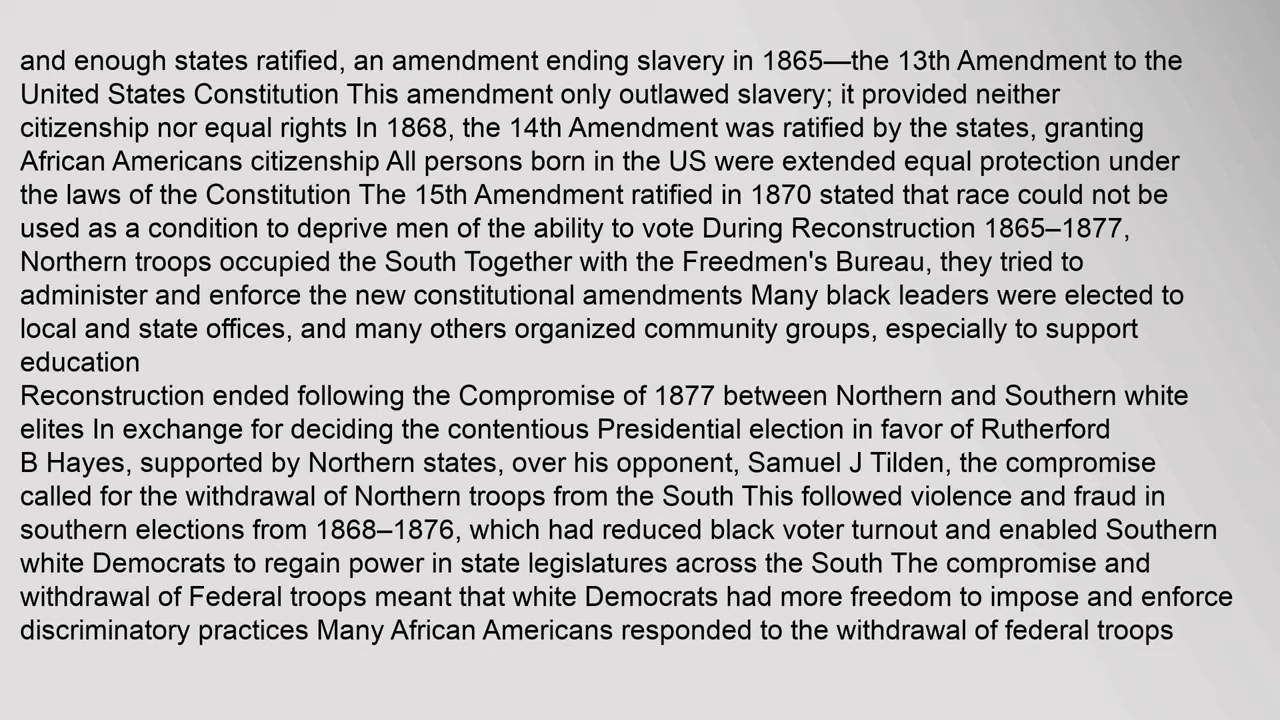 and enough states ratified, an amendment ending slavery in 1865—the 13th Amendment to the
United States Constitution This amendment only outlawed slavery; it provided neither
citizenship nor equal rights In 1868, the 14th Amendment was ratified by the states, granting
African Americans citizenship All persons born in the US were extended equal protection under
the laws of the Constitution The 15th Amendment ratified in 1870 stated that race could not be
used as a condition to deprive men of the ability to vote During Reconstruction 1865–1877,
Northern troops occupied the South Together with the Freedmen's Bureau, they tried to
administer and enforce the new constitutional amendments Many black leaders were elected to
local and state offices, and many others organized community groups, especially to support
education
Reconstruction ended following the Compromise of 1877 between Northern and Southern white
elites In exchange for deciding the contentious Presidential election in favor of Rutherford
B Hayes, supported by Northern states, over his opponent, Samuel J Tilden, the compromise
called for the withdrawal of Northern troops from the South This followed violence and fraud in
southern elections from 1868–1876, which had reduced black voter turnout and enabled Southern
white Democrats to regain power in state legislatures across the South The compromise and
withdrawal of Federal troops meant that white Democrats had more freedom to impose and enforce
discriminatory practices Many African Americans responded to the withdrawal of federal troops